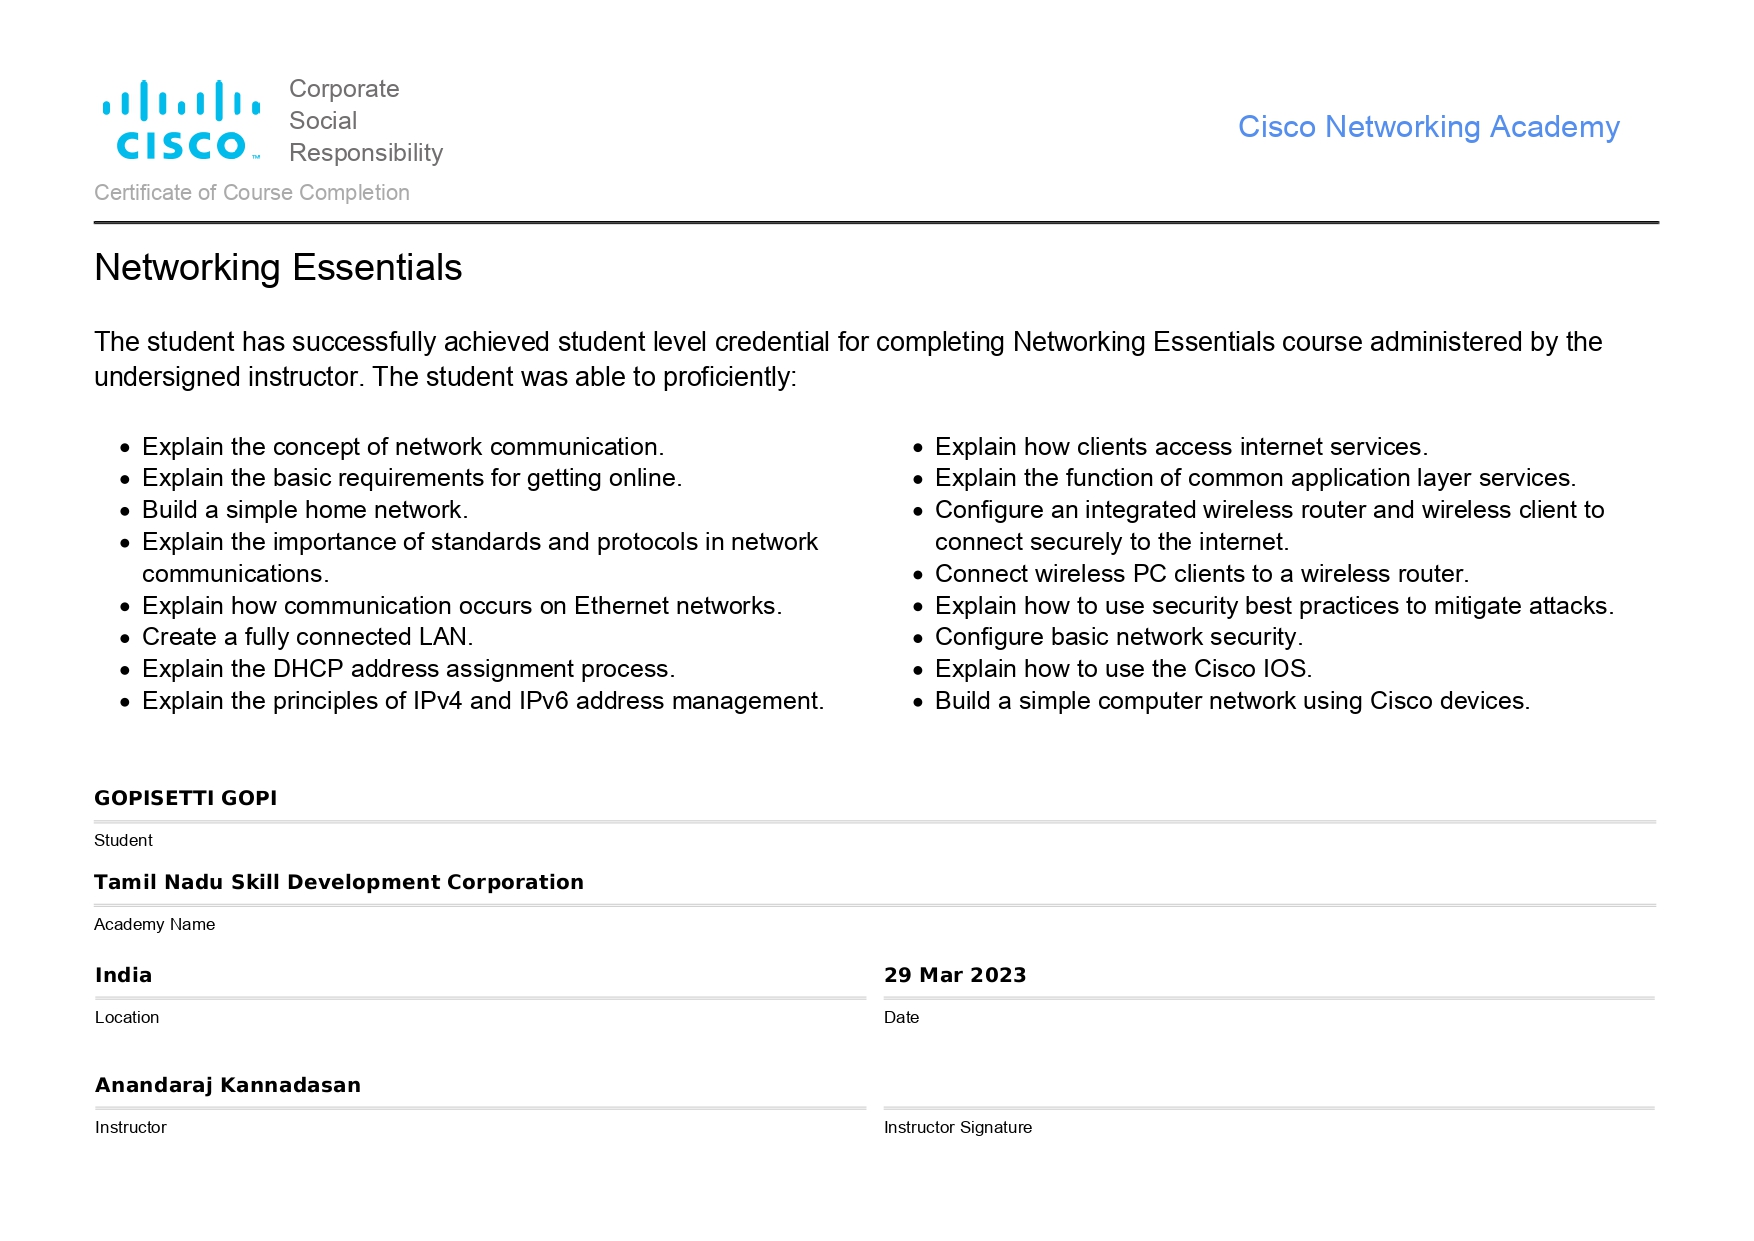 CISCO™
Corporate
Social
Responsibility
Cisco Networking Academy
Certificate of Course Completion
Networking Essentials
The student has successfully achieved student level credential for completing Networking Essentials course administered by the
undersigned instructor. The student was able to proficiently:
• Explain the concept of network communication.
• Explain the basic requirements for getting online.
• Build a simple home network.
• Explain the importance of standards and protocols in network
communications.
• Explain how communication occurs on Ethernet networks.
• Create a fully connected LAN.
• Explain the DHCP address assignment process.
• Explain the principles of IPv4 and IPv6 address management.
• Explain how clients access internet services.
• Explain the function of common application layer services.
• Configure an integrated wireless router and wireless client to
connect securely to the internet.
• Connect wireless PC clients to a wireless router.
• Explain how to use security best practices to mitigate attacks.
• Configure basic network security.
• Explain how to use the Cisco IOS.
• Build a simple computer network using Cisco devices.
GOPISETTI GOPI
Student
Tamil Nadu Skill Development Corporation
Academy Name
India
Location
29 Mar 2023
Date
Anandaraj Kannadasan
Instructor
Instructor Signature